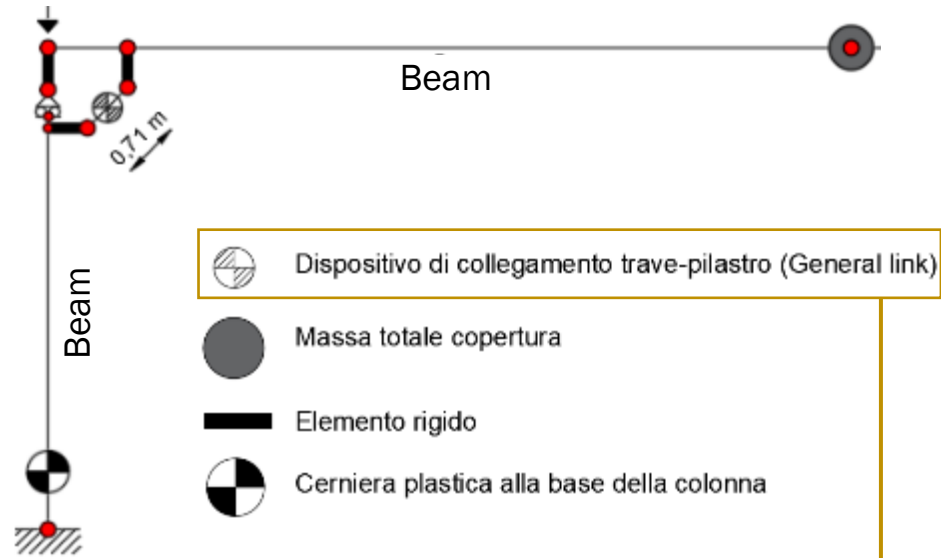 Beam
0,71 m
Beam
Dispositivo di collegamento trave-pilastro (General link)
Massa totale copertura
Elemento rigido
Cerniera plastica alla base della colonna